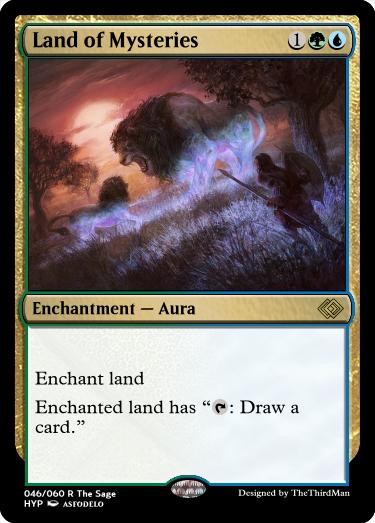 Land of Mysteries 1
Enchantment — Aura
Enchant land
Enchanted land has “: Draw a
card.”
046/060 R The Sage
HYP ASFODELO
Designed by TheThirdMan